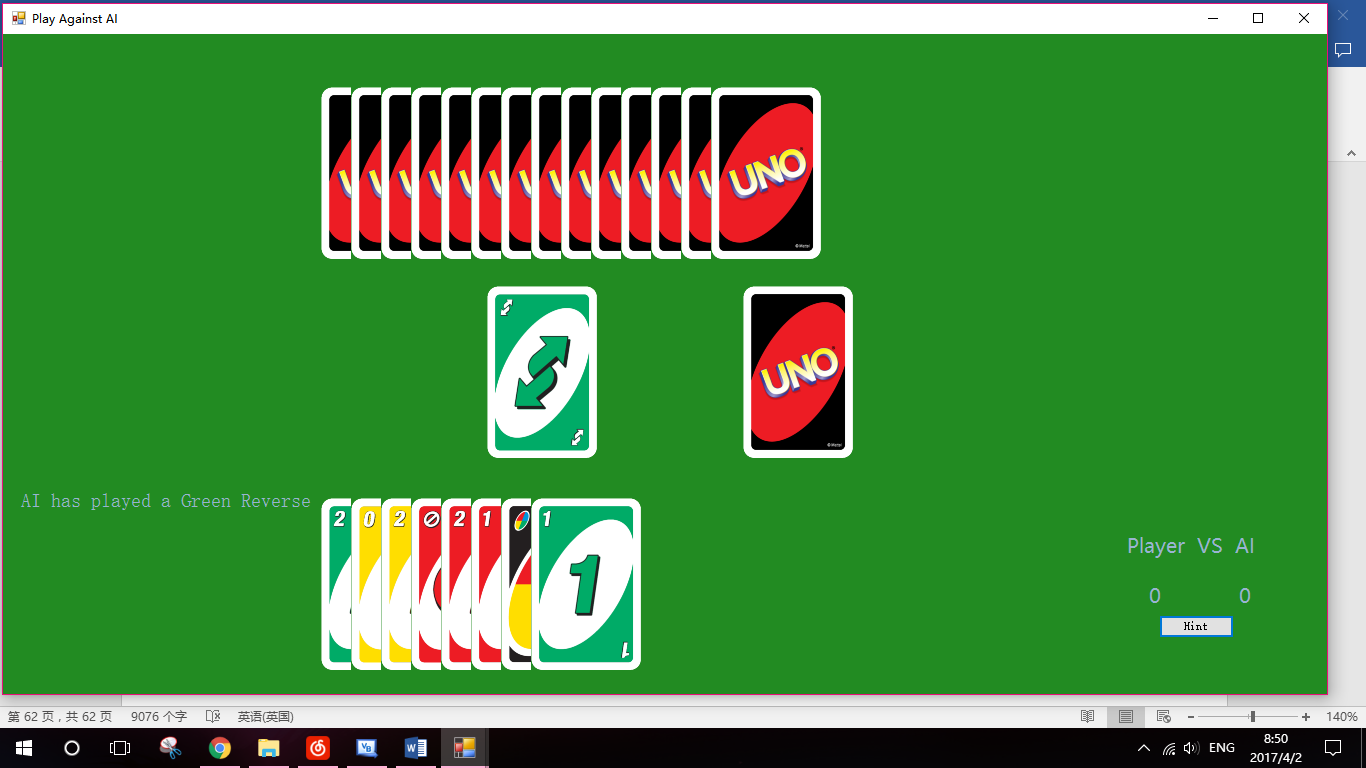 Play Against AI
UNO
UNO
AI has played a Green Reverse
2 0 2 2 1 1
1
1
Player VS AI
0 0
Hint
第 62 页，共 62 页 9076 个字 英语(英国) 140%
ENG
8:50
2017/4/2